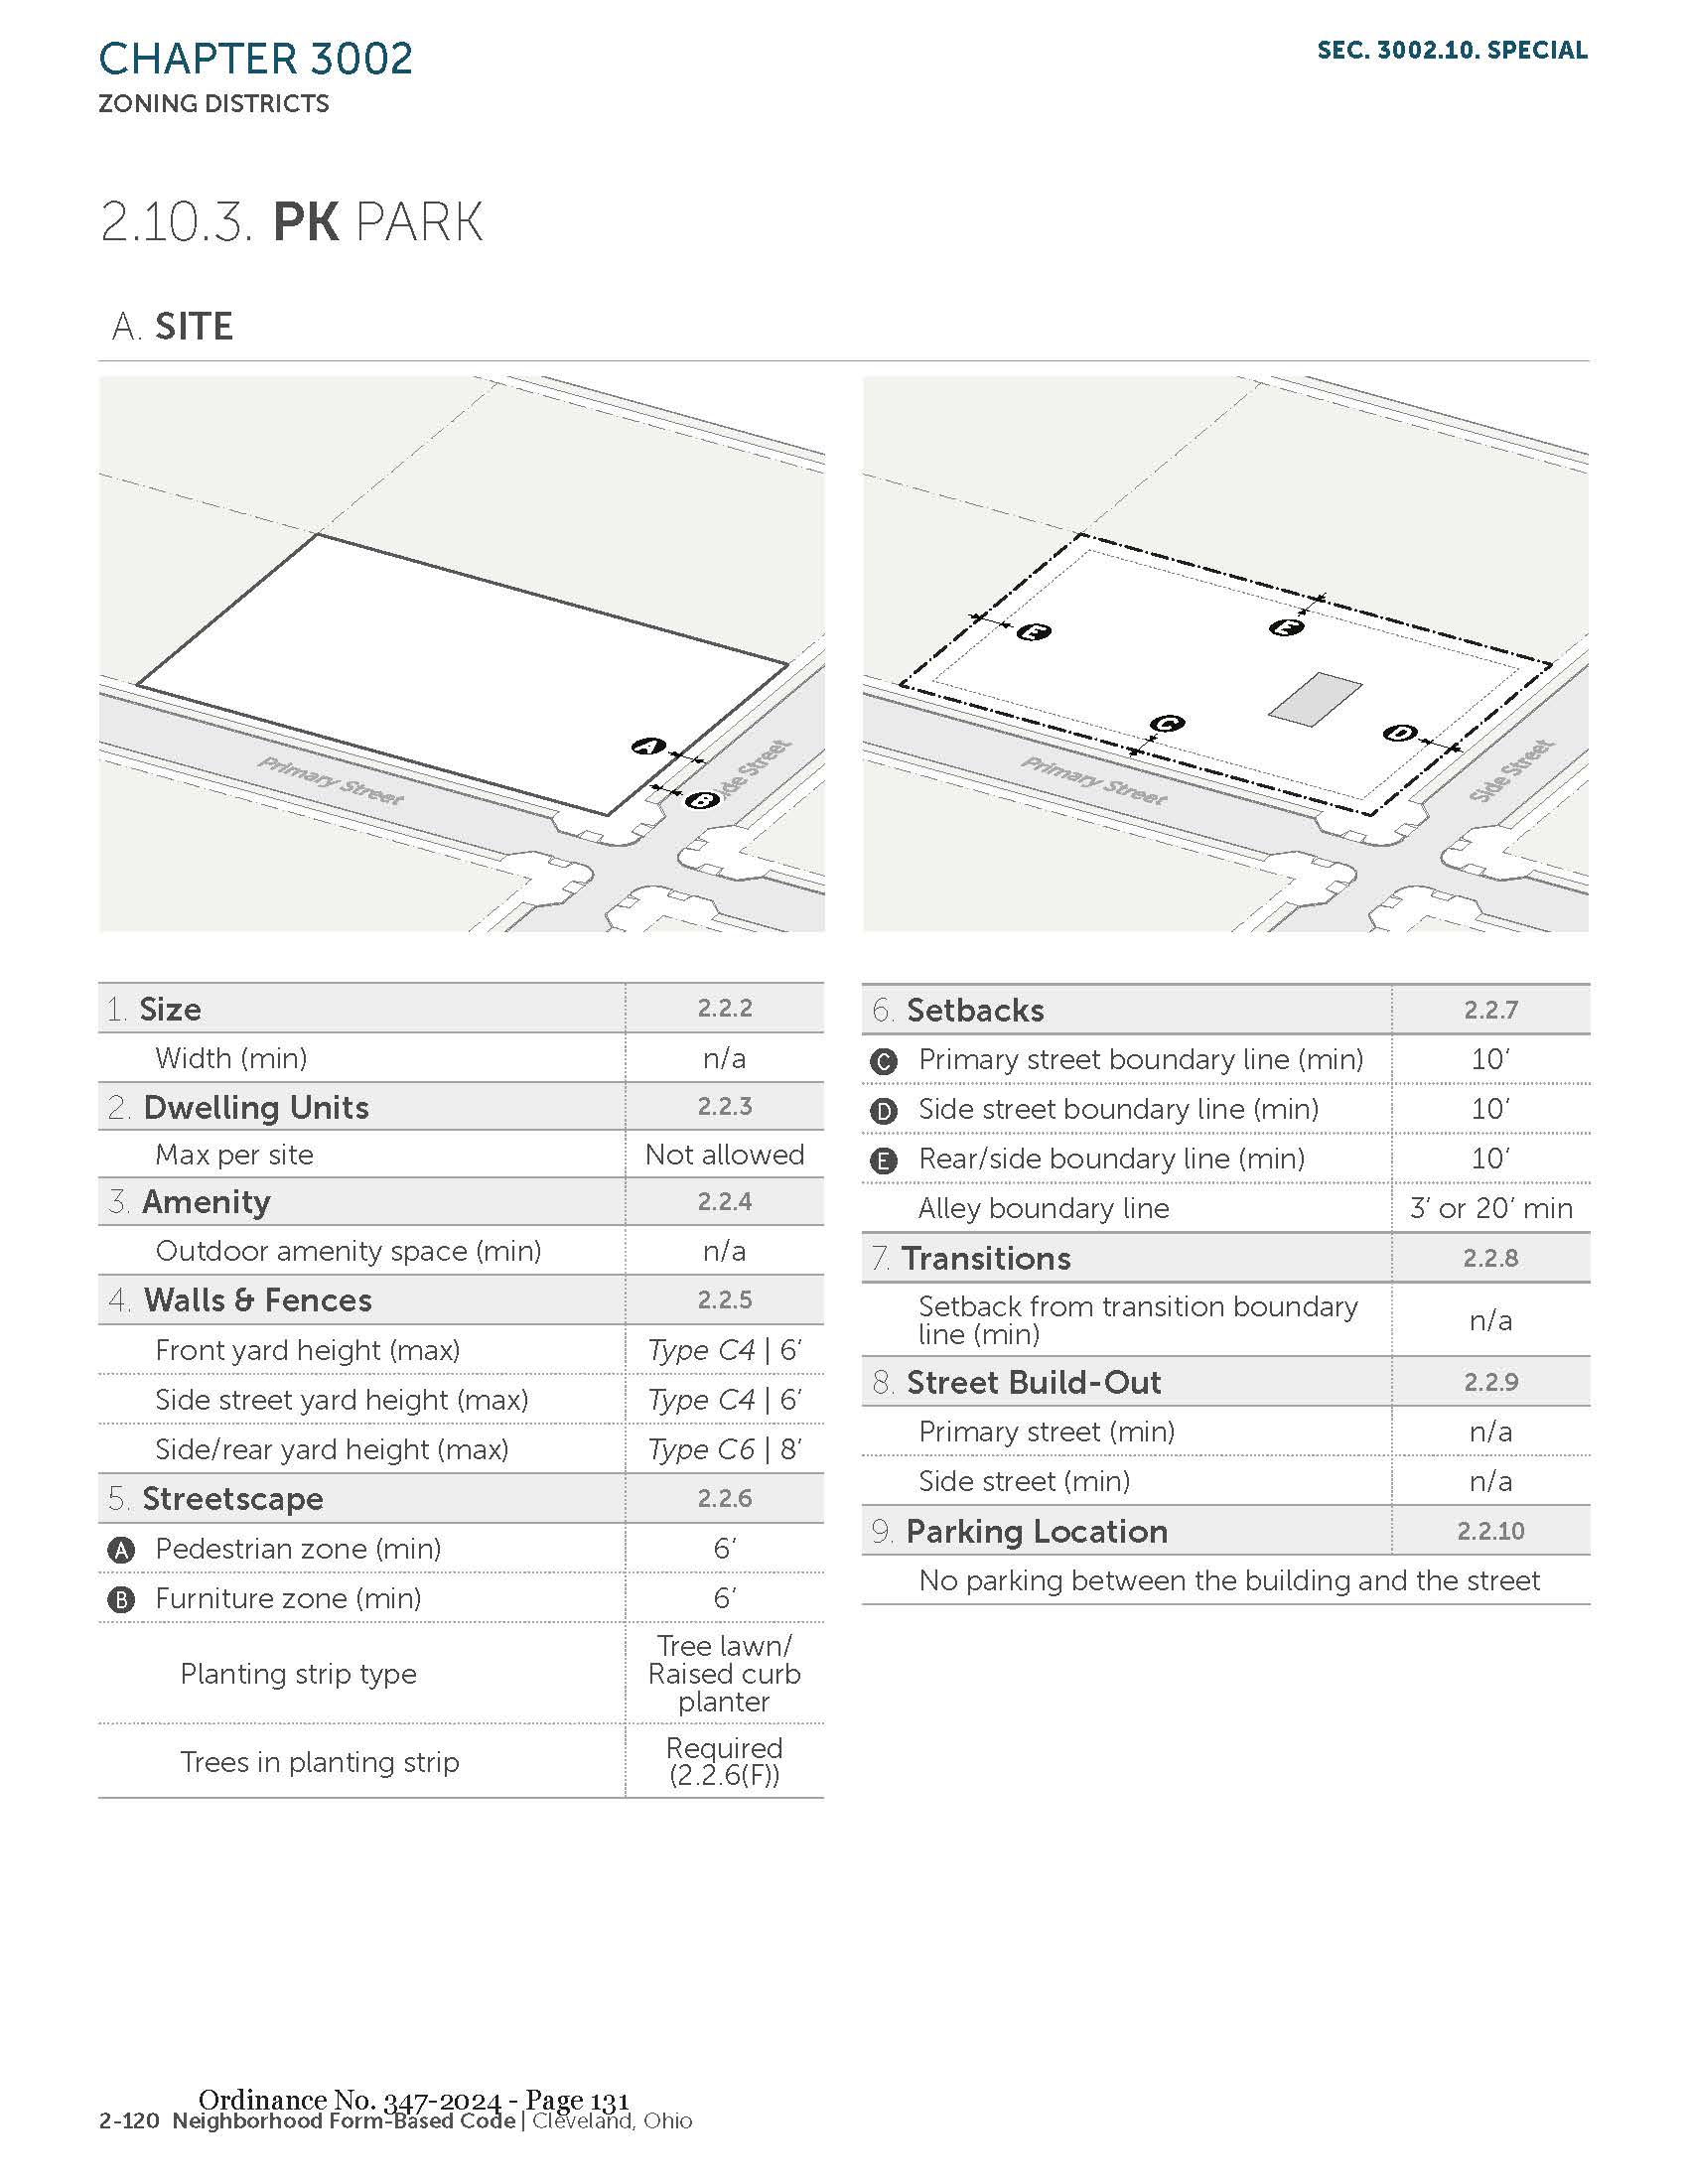 CHAPTER 3002
ZONING DISTRICTS
SEC. 3002.10. SPECIAL
2.10.3. PK PARK
A. SITE
A
B
Primary Street
ide Street
E
E
C
D
Primary Street
Side Street
1. Size 2.2.2
Width (min) n/a
2. Dwelling Units 2.2.3
Max per site Not allowed
3. Amenity 2.2.4
Outdoor amenity space (min) n/a
4. Walls & Fences 2.2.5
Front yard height (max) Type C4 | 6’
Side street yard height (max) Type C4 | 6’
Side/rear yard height (max) Type C6 | 8’
5. Streetscape 2.2.6
A Pedestrian zone (min) 6’
B Furniture zone (min) 6’
Planting strip type Tree lawn/
Raised curb
planter
Trees in planting strip Required
(2.2.6(F))
6. Setbacks 2.2.7
C Primary street boundary line (min) 10’
D Side street boundary line (min) 10’
E Rear/side boundary line (min) 10’
Alley boundary line 3’ or 20’ min
7. Transitions 2.2.8
Setback from transition boundary
line (min) n/a
8. Street Build-Out 2.2.9
Primary street (min) n/a
Side street (min) n/a
9. Parking Location 2.2.10
No parking between the building and the street
Ordinance No. 347-2024 - Page 131
2-120 Neighborhood Form-Based Code | Cleveland, Ohio